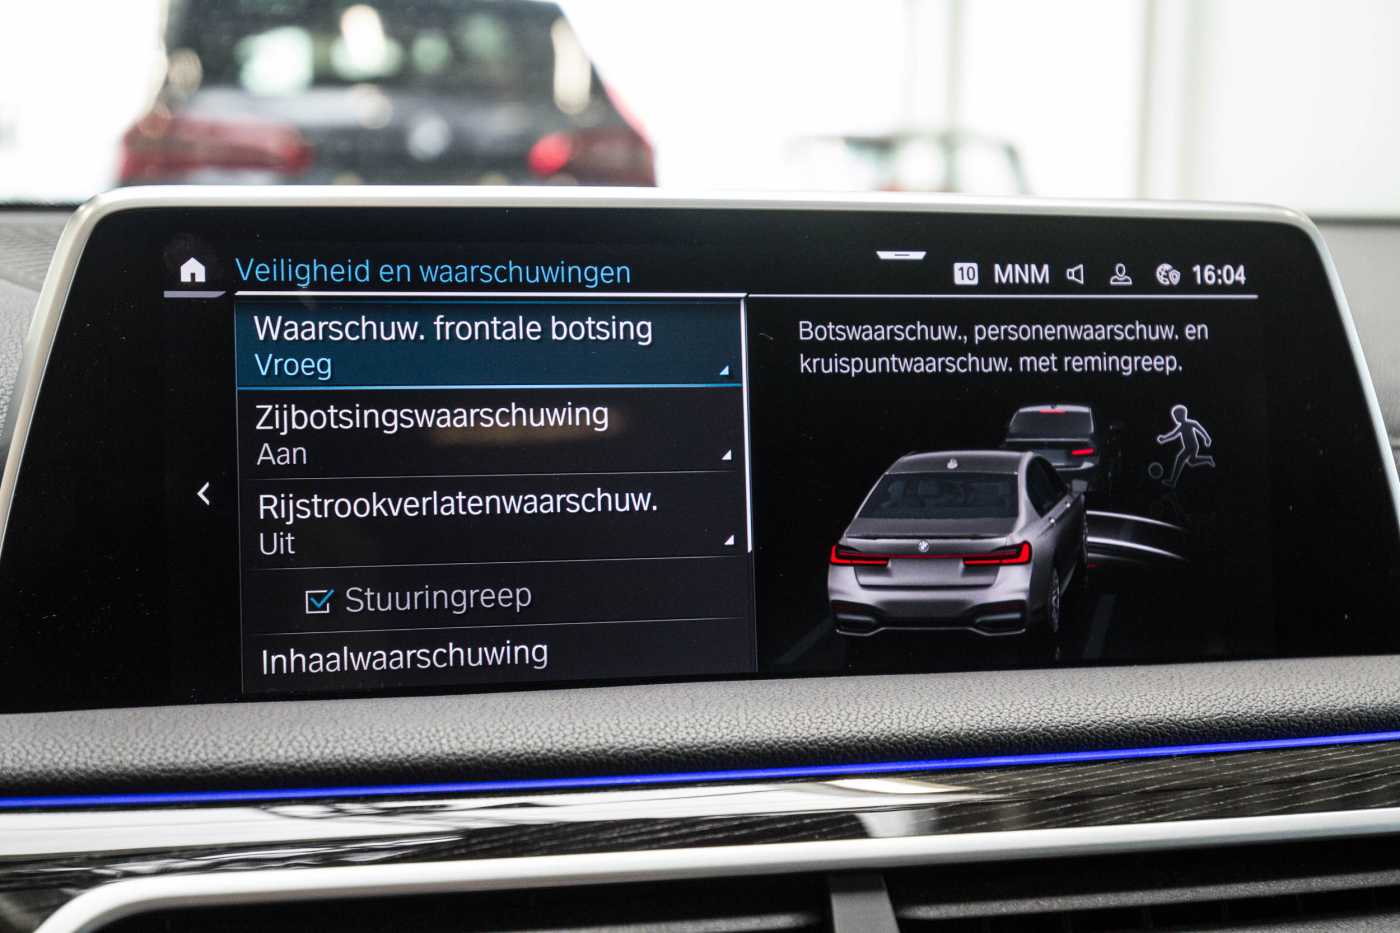 Veiligheid en waarschuwingen
10 MNM 16:04
Waarschuw. frontale botsing
Vroeg
Zijbotsingswaarschuwing
Aan
Rijstrookverlatenwaarschuw.
Uit
Stuuringreep
Inhaalwaarschuwing
Botswaarschuw., personenwaarschuw. en
kruispuntwaarschuw. met remingreep.